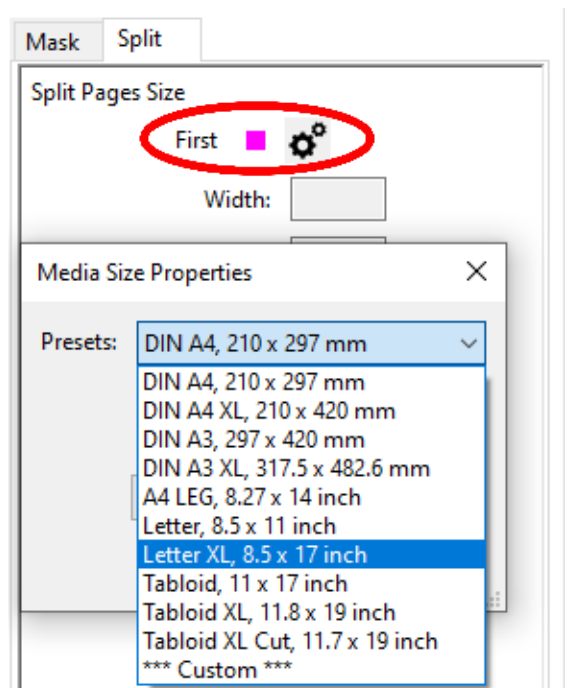 Mask Split
Split Pages Size
First
Width:
Media Size Properties
Presets: DIN A4, 210 x 297 mm
DIN A4, 210 x 297 mm
DIN A4 XL, 210 x 420 mm
DIN A3, 297 x 420 mm
DIN A3 XL, 317.5 x 482.6 mm
A4 LEG, 8.27 x 14 inch
Letter, 8.5 x 11 inch
Letter XL, 8.5 x 17 inch
Tabloid, 11 x 17 inch
Tabloid XL, 11.8 x 19 inch
Tabloid XL Cut, 11.7 x 19 inch
*** Custom ***